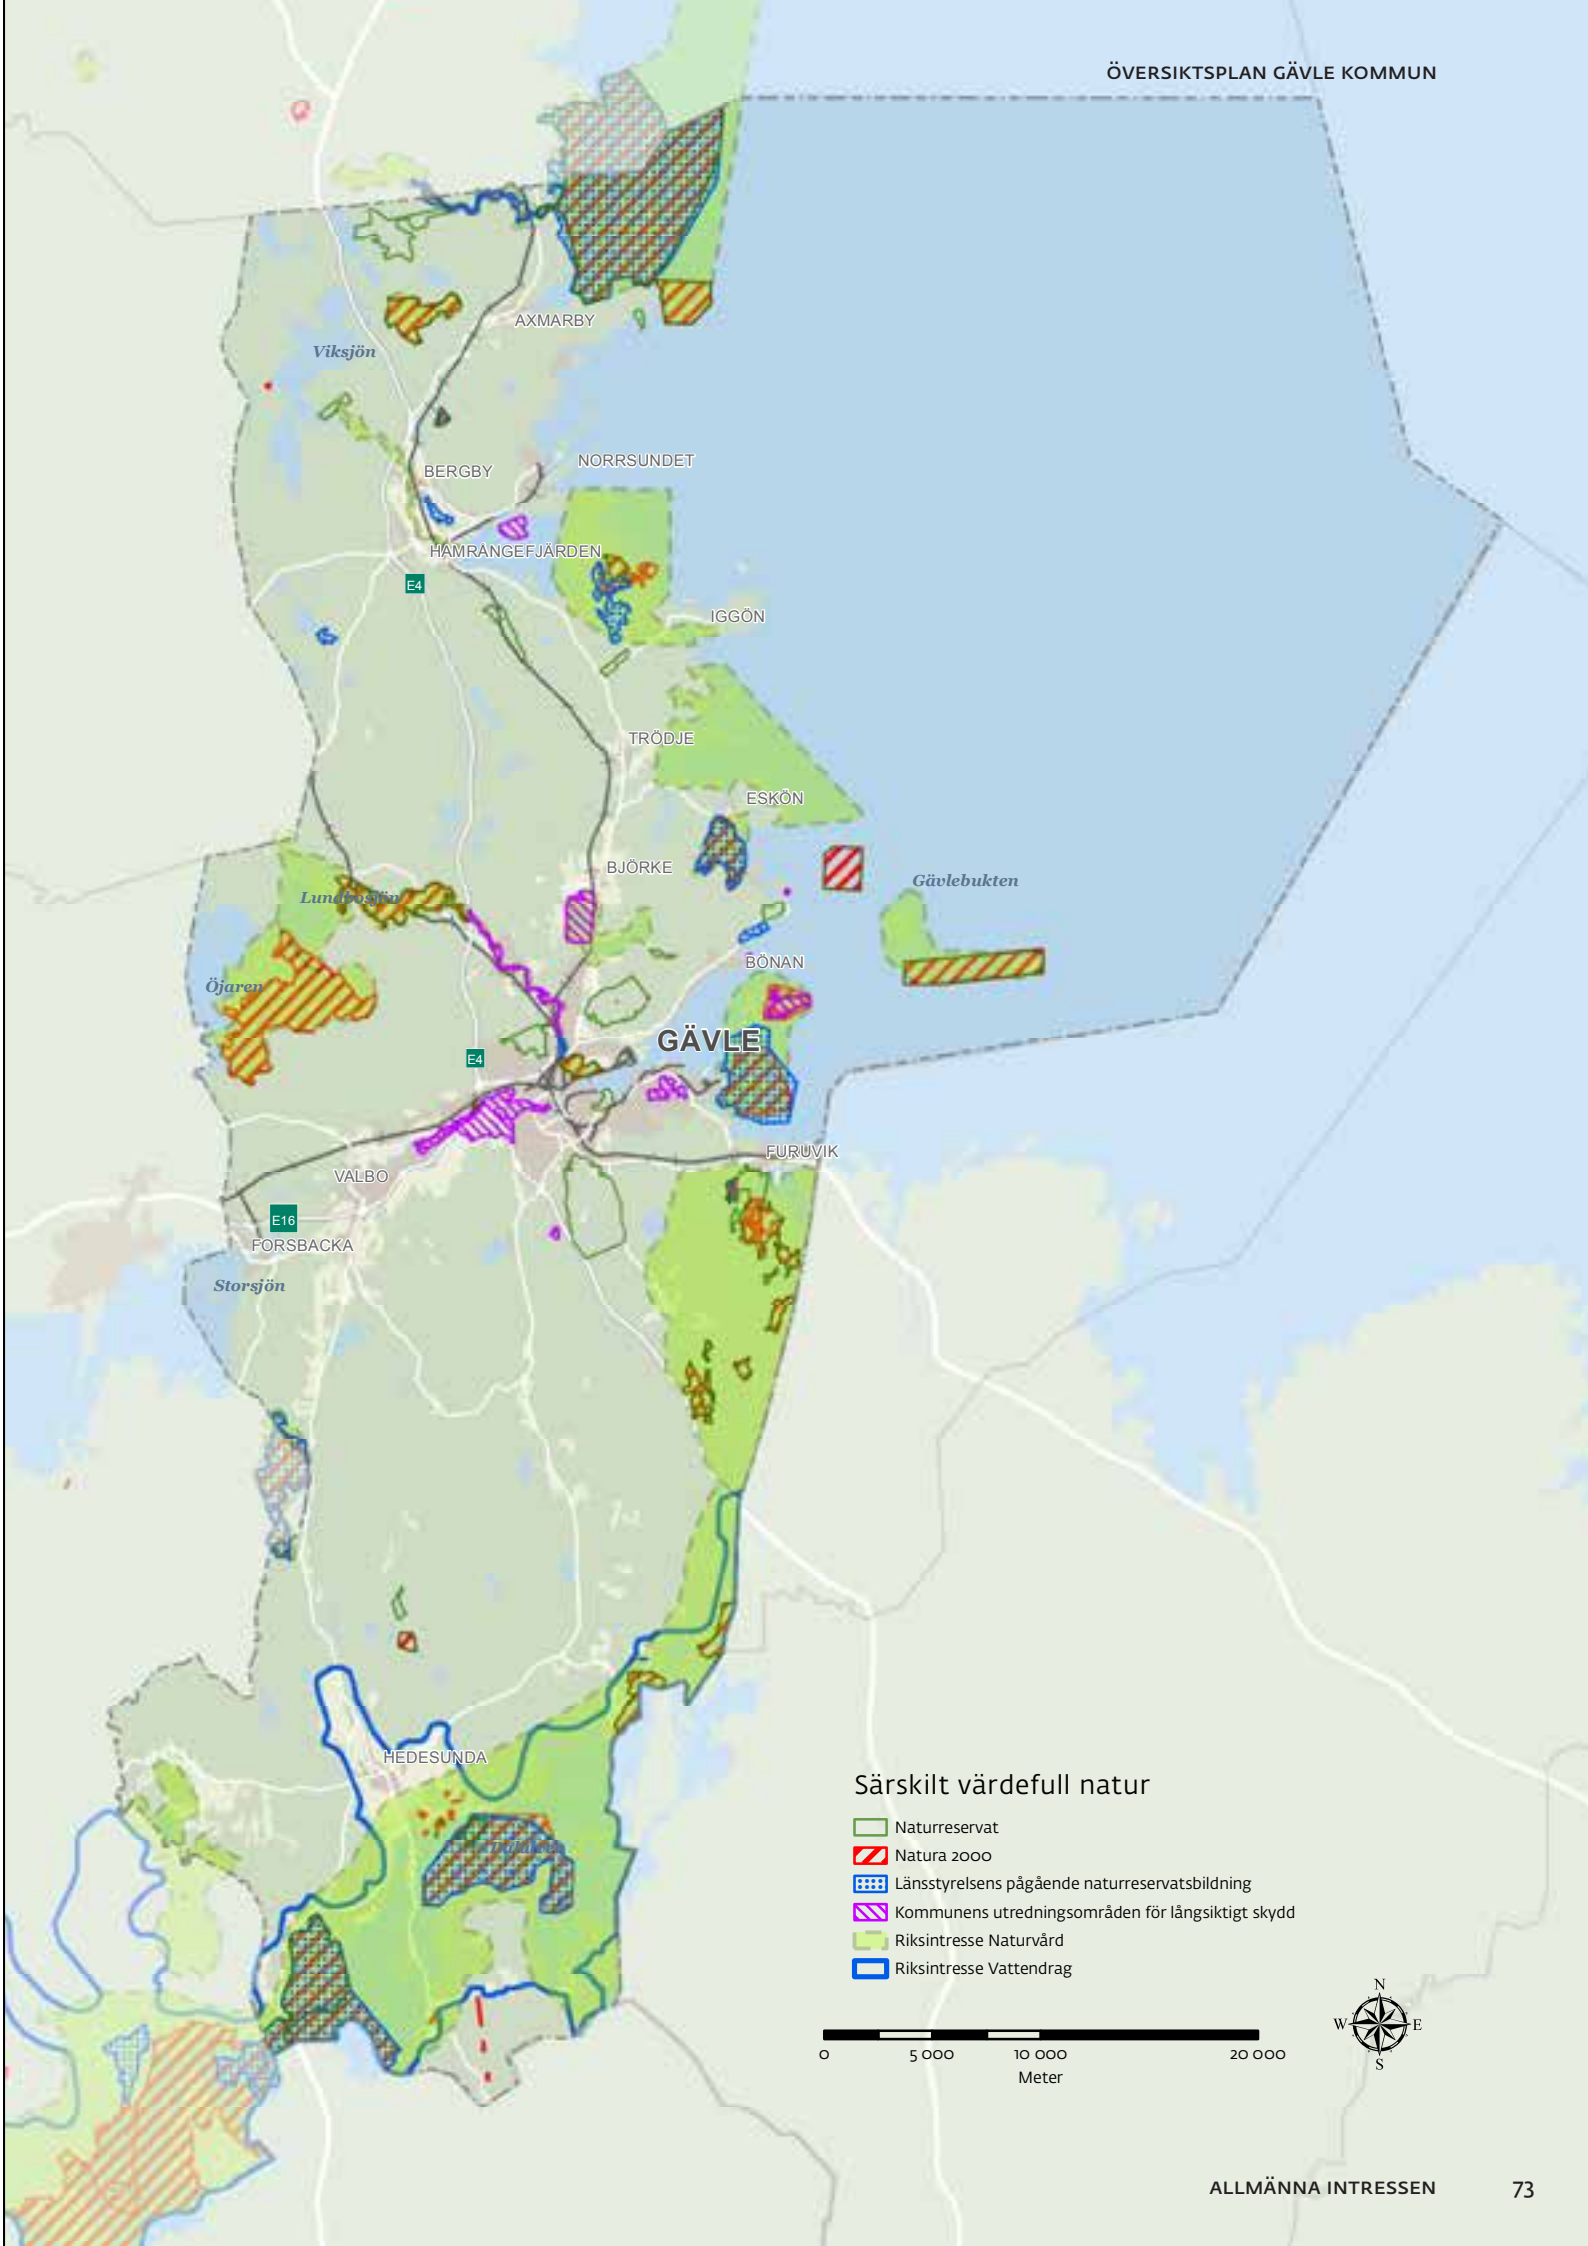 ÖVERSIKTSPLAN GÄVLE KOMMUN
AXMARBY
Viksjön
BERGBY
NORRSUNDET
HAMRÅNGEFJÄRDEN
E4
IGGÖN
TRÖDJE
ESKÖN
BJÖRKE
Gävlebukten
Lundbosjön
BÖNAN
Öjaren
GÄVLE
E4
FURUVIK
VALBO
E16
FORSBACKA
Storsjön
HEDESUNDA
Särskilt värdefull natur
Naturreservat
Natura 2000
Länsstyrelsens pågående naturreservatsbildning
Kommunens utredningsområden för långsiktigt skydd
Riksintresse Naturvård
Riksintresse Vattendrag
N
W E
S
0 5 000 10 000 20 000
Meter
ALLMÄNNA INTRESSEN 73